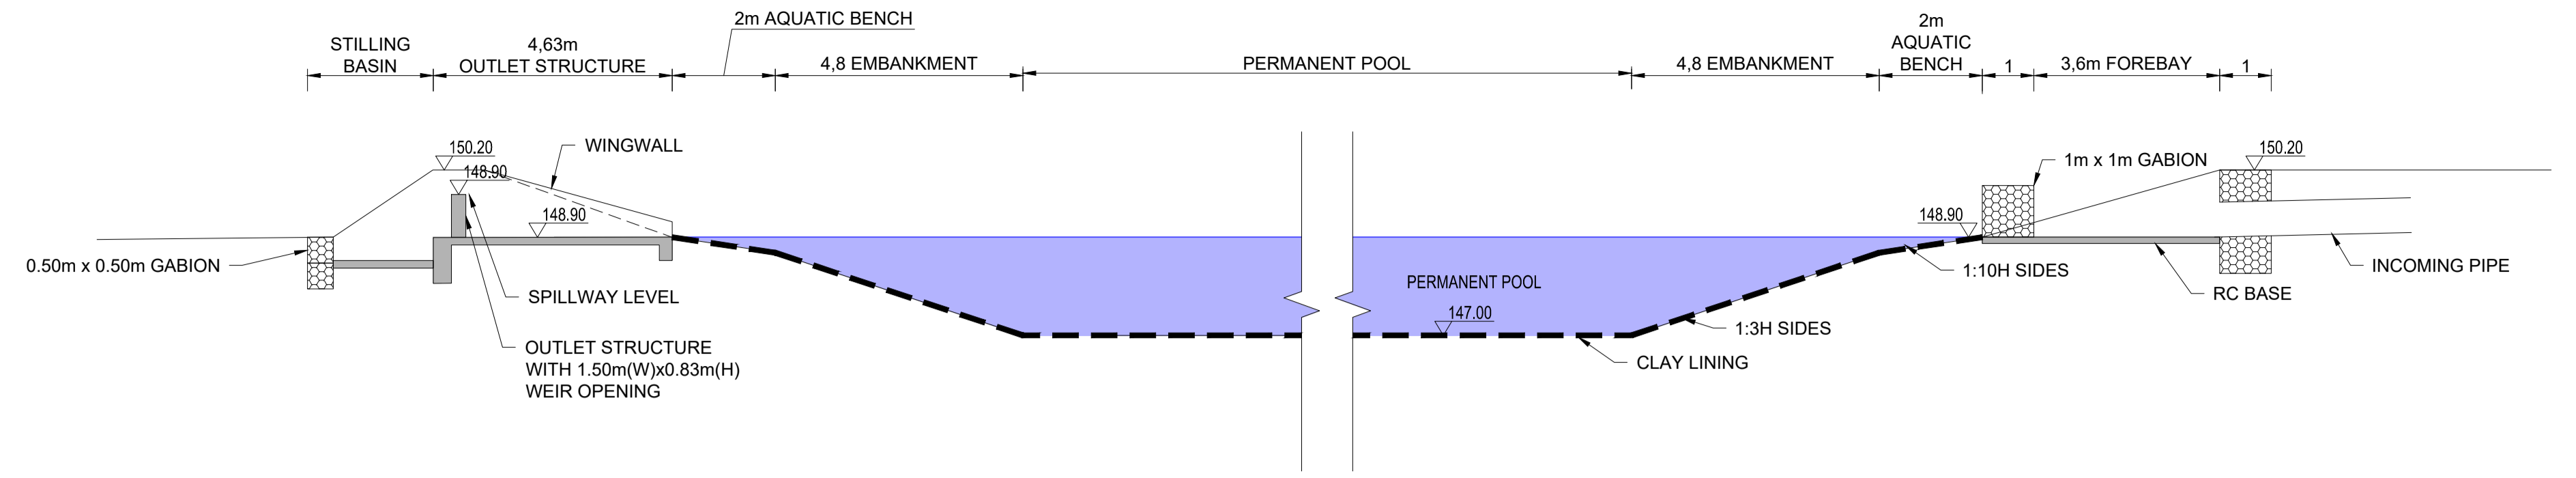 2m AQUATIC BENCH
STILLING
BASIN
4,63m
OUTLET STRUCTURE
4,8 EMBANKMENT
PERMANENT POOL
4,8 EMBANKMENT
2m
AQUATIC
BENCH
1
3,6m FOREBAY
1
WINGWALL
150.20
148.90
148.90
0.50m x 0.50m GABION
SPILLWAY LEVEL
OUTLET STRUCTURE
WITH 1.50m(W)x0.83m(H)
WEIR OPENING
PERMANENT POOL
147.00
148.90
1m x 1m GABION
150.20
1:10H SIDES
INCOMING PIPE
RC BASE
1:3H SIDES
CLAY LINING